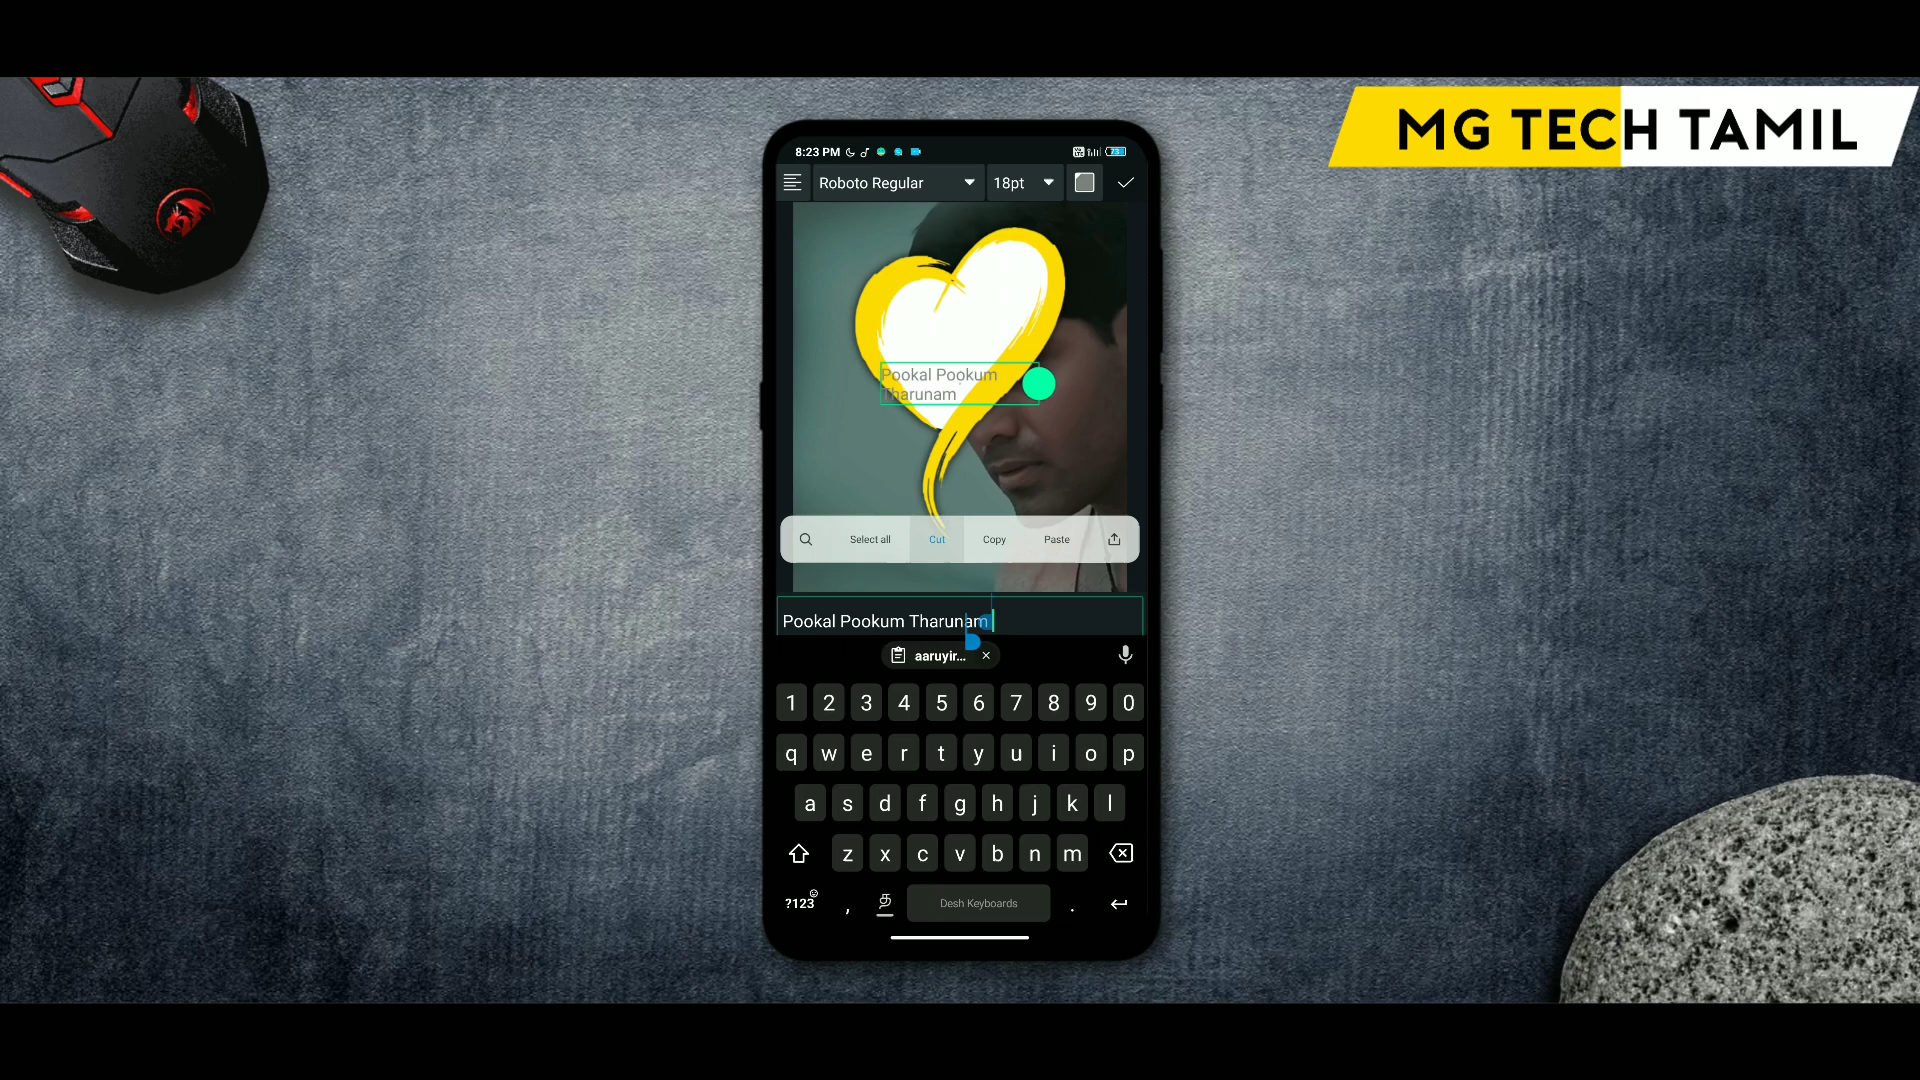 MG TECH TAMIL
8:23 PM
Roboto Regular
18pt
Pookal Pookum
Tharunam
Select all
Cut
Copy
Paste
Pookal Pookum Tharunam
aaruyir...
1 2 3 4 5 6 7 8 9 0
q w e r t y u i o p
a s d f g h j k l
z x c v b n m
?123 , த Desh Keyboards .